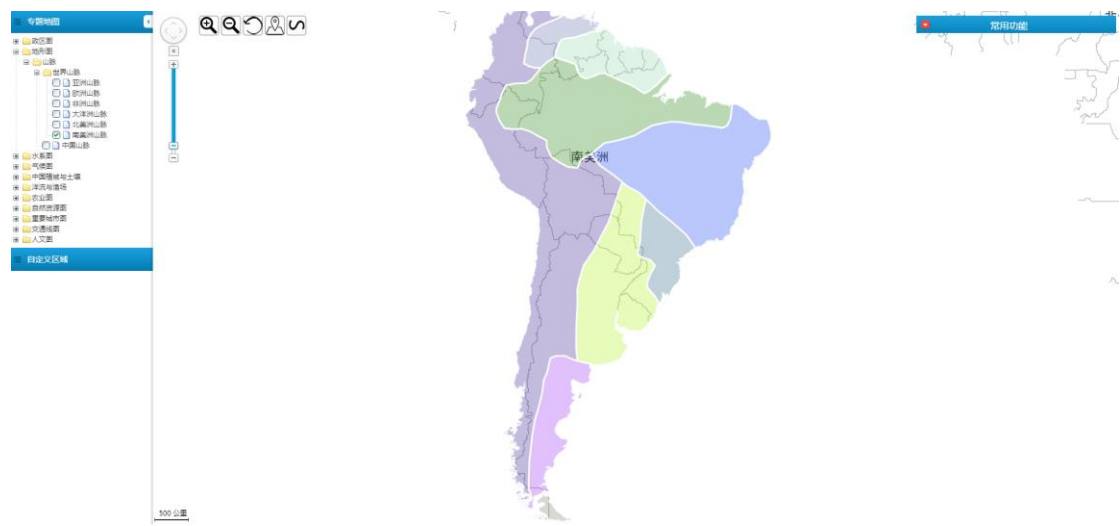 专题地图
政区图
地形图
山脉
世界山脉
亚洲山脉
欧洲山脉
非洲山脉
大洋洲山脉
北美洲山脉
南美洲山脉
中国山脉
水系图
气候图
中国疆域与土壤
洋流与渔场
农业图
自然资源图
重要城市图
交通线图
人文图
自定义区域
500 公里
南美洲
北
常用功能